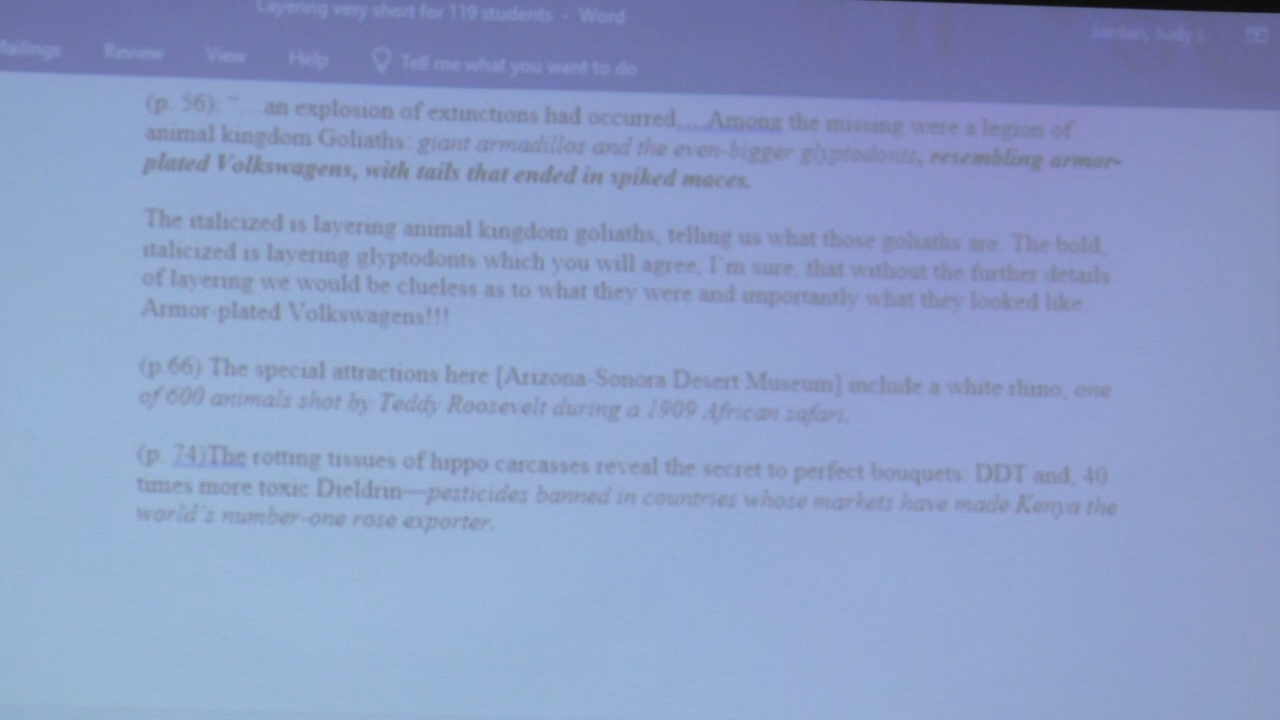 Layering very short for 119 students - Word
Jordan, Judy L
Mailings Review View Help Tell me what you want to do
(p. 56): "...an explosion of extinctions had occurred....Among the missing were a legion of
animal kingdom Goliaths: giant armadillos and the even-bigger glyptodonts, resembling armor-
plated Volkswagens, with tails that ended in spiked maces.
The italicized is layering animal kingdom goliaths, telling us what those goliaths are. The bold,
italicized is layering glyptodonts which you will agree, I'm sure, that without the further details
of layering we would be clueless as to what they were and importantly what they looked like.
Armor-plated Volkswagens!!!
(p.66) The special attractions here [Arizona-Sonora Desert Museum] include a white rhino, one
of 600 animals shot by Teddy Roosevelt during a 1909 African safari.
(p. 74)The rotting tissues of hippo carcasses reveal the secret to perfect bouquets: DDT and, 40
times more toxic Dieldrin—pesticides banned in countries whose markets have made Kenya the
world's number-one rose exporter.